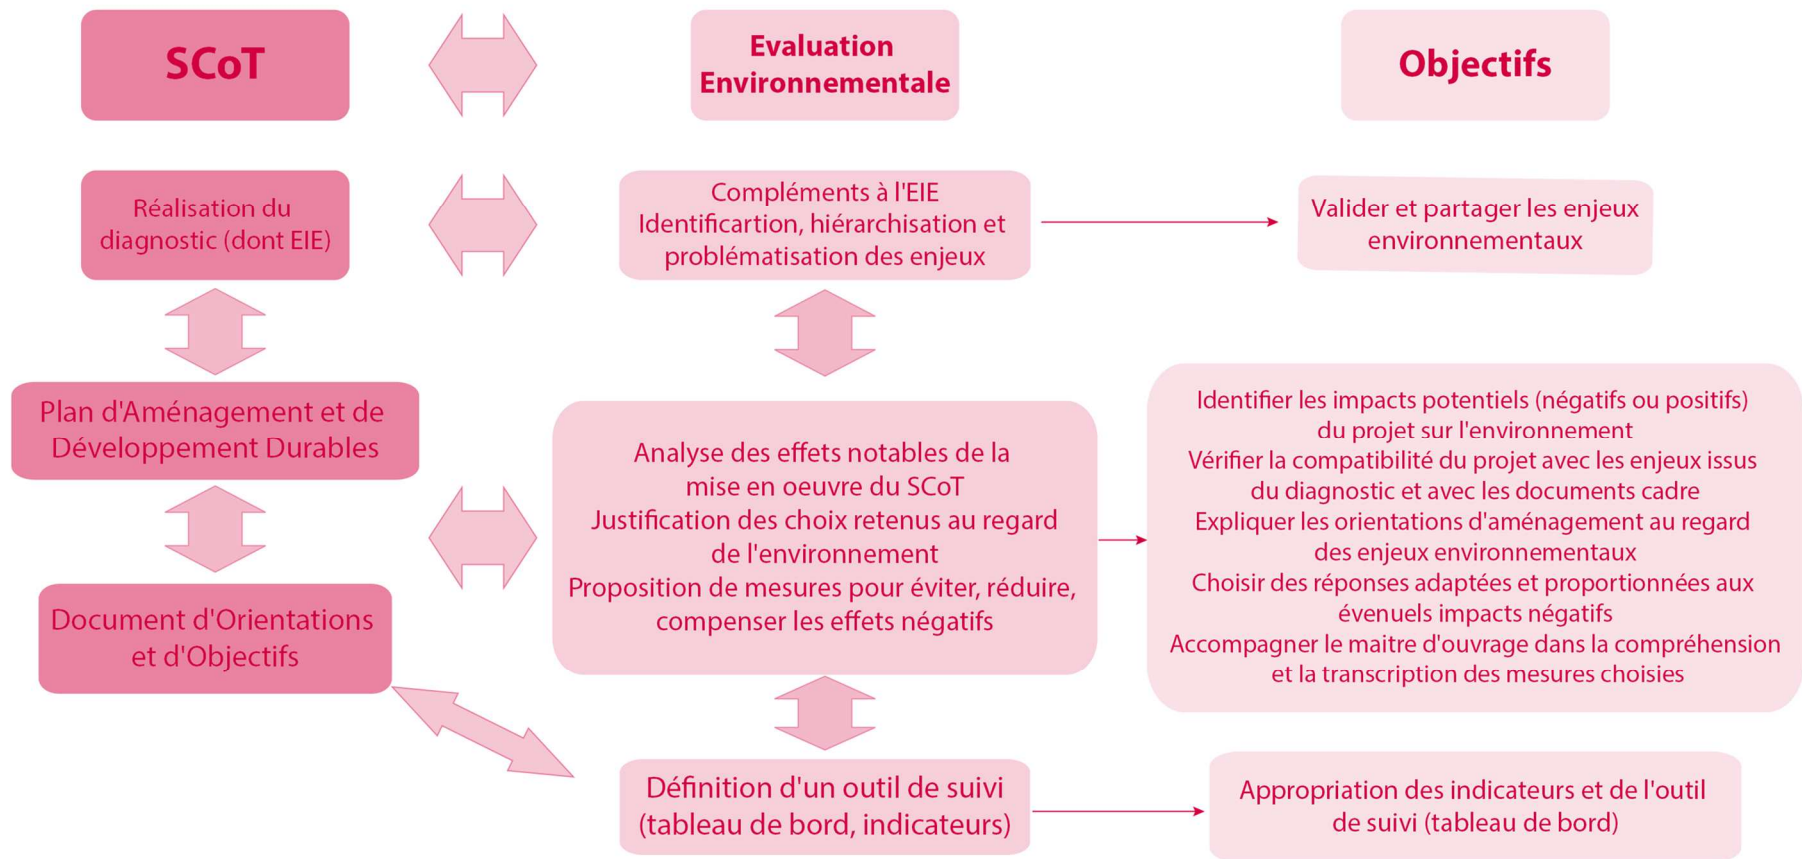 SCoT
Evaluation
Environnementale
Objectifs
Réalisation du
diagnostic (dont EIE)
Compléments à l'EIE
Identificartion, hiérarchisation et
problématisation des enjeux
Valider et partager les enjeux
environnementaux
Plan d'Aménagement et de
Développement Durables
Analyse des effets notables de la
mise en oeuvre du SCoT
Justification des choix retenus au regard
de l'environnement
Proposition de mesures pour éviter, réduire,
compenser les effets négatifs
Identifier les impacts potentiels (négatifs ou positifs)
du projet sur l'environnement
Vérifier la compatibilité du projet avec les enjeux issus
du diagnostic et avec les documents cadre
Expliquer les orientations d'aménagement au regard
des enjeux environnementaux
Choisir des réponses adaptées et proportionnées aux
évenuels impacts négatifs
Accompagner le maitre d'ouvrage dans la compréhension
et la transcription des mesures choisies
Document d'Orientations
et d'Objectifs
Définition d'un outil de suivi
(tableau de bord, indicateurs)
Appropriation des indicateurs et de l'outil
de suivi (tableau de bord)